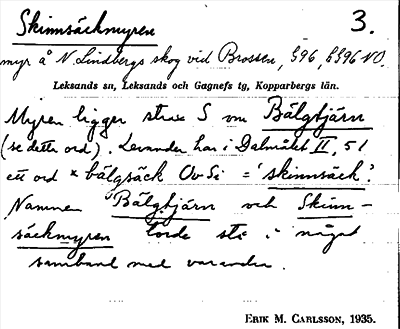 Skinnsäckmyren 3.
myr å N. Lindbergs skog vid Brossen, § 96, § 96 NO.
Leksands sn, Leksands och Gagnefs tg, Kopparbergs län.
Myren ligger strax S om Bälgtjärn
(se detta ord). Levander har i Dalmålet II, 51
ett ord × bälgsäck Ov Si = 'skinnsäck'.
Namnen Bälgtjärn och Skinn-
säckmyren torde stå i något
samband med varandra.
ERIK M. CARLSSON, 1935.